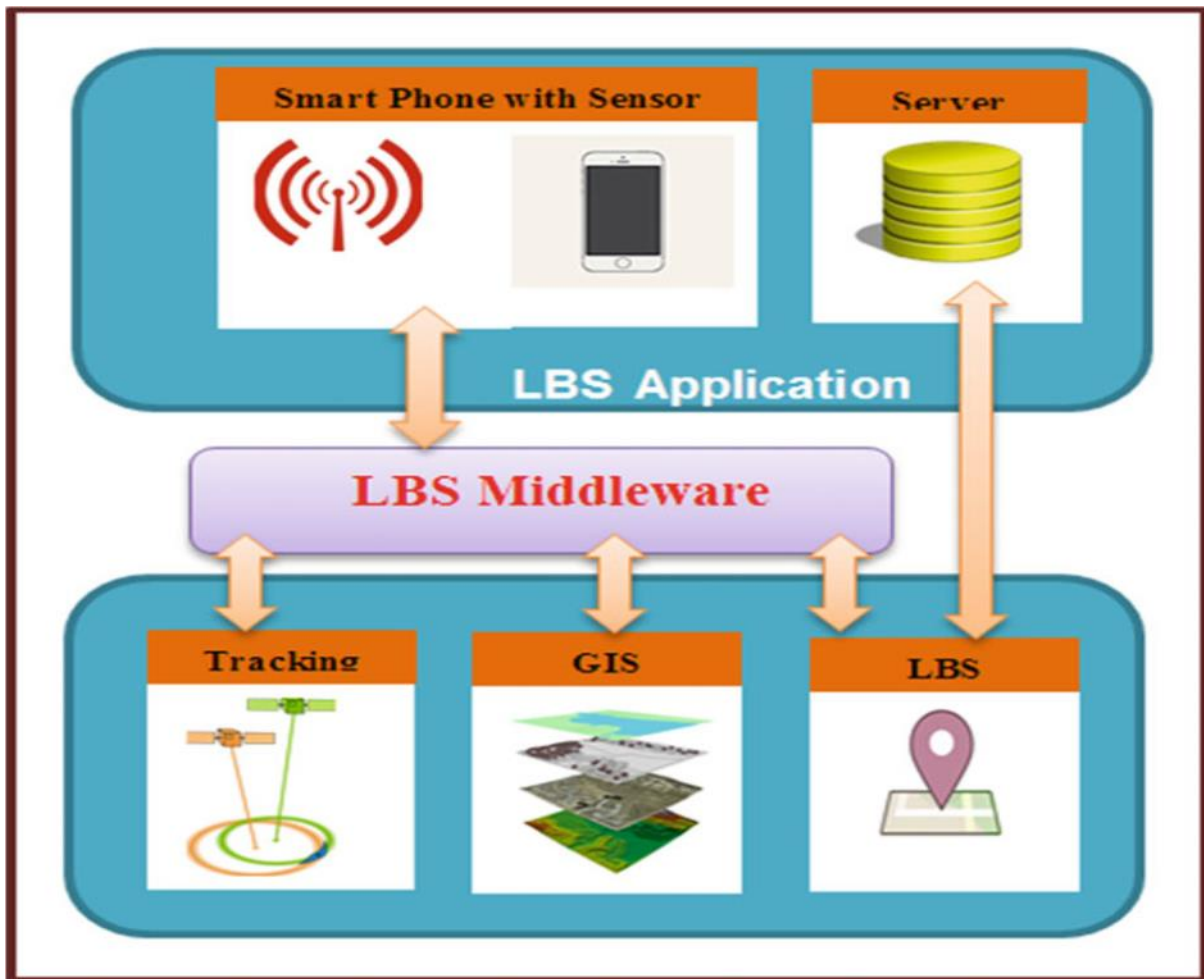 Smart Phone with Sensor
Server
LBS Application
LBS Middleware
Tracking
GIS
LBS